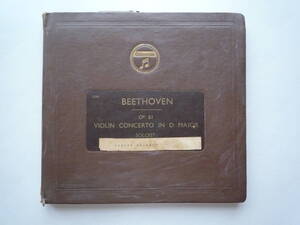 BEETHOVEN
OP. 61
VIOLIN CONCERTO IN D MAJOR
SOLOIST